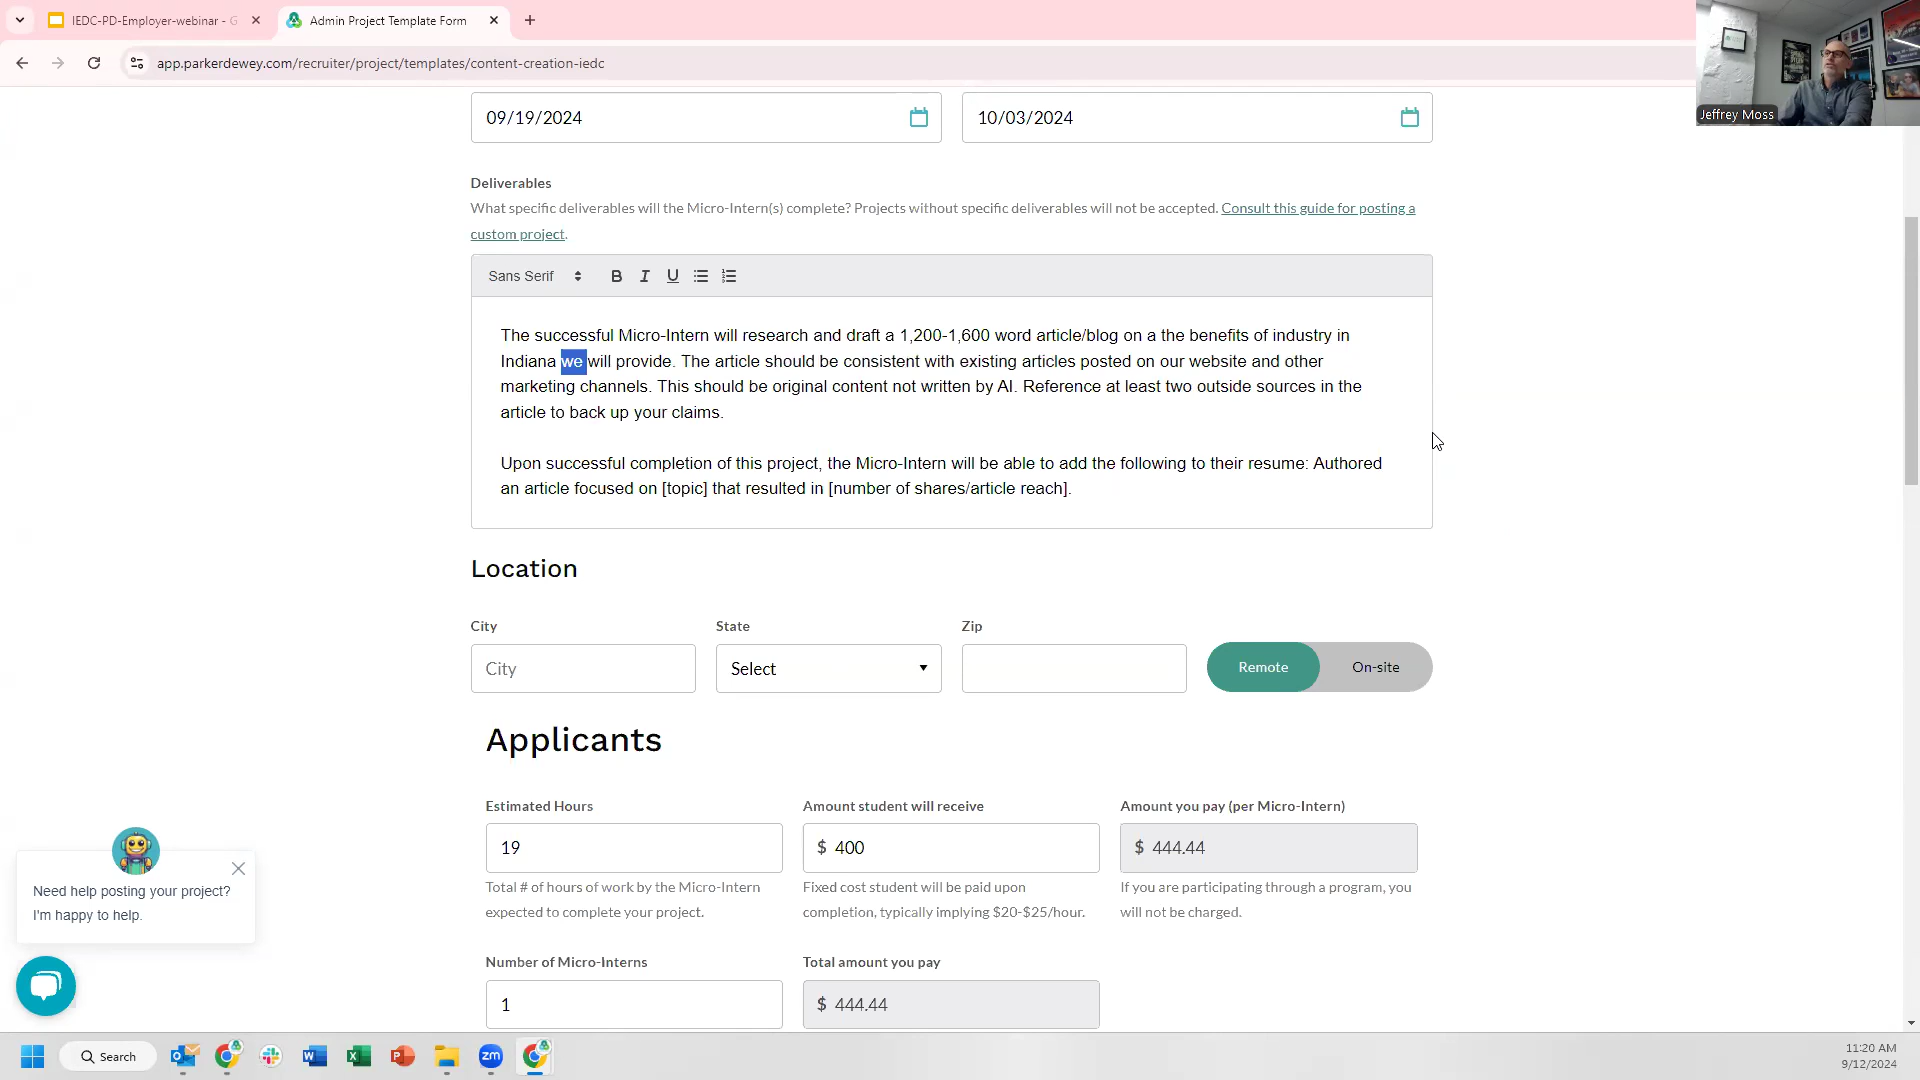 IEDC-PD-Employer-webinar - G
Admin Project Template Form
app.parkerdewey.com/recruiter/project/templates/content-creation-iedc
Jeffrey Moss
09/19/2024
10/03/2024
Deliverables
What specific deliverables will the Micro-Intern(s) complete? Projects without specific deliverables will not be accepted. Consult this guide for posting a
custom project.
Sans Serif
B I U
The successful Micro-Intern will research and draft a 1,200-1,600 word article/blog on a the benefits of industry in
Indiana we will provide. The article should be consistent with existing articles posted on our website and other
marketing channels. This should be original content not written by AI. Reference at least two outside sources in the
article to back up your claims.
Upon successful completion of this project, the Micro-Intern will be able to add the following to their resume: Authored
an article focused on [topic] that resulted in [number of shares/article reach].
Location
City
State
Zip
City
Select
Remote
On-site
Applicants
Estimated Hours
Amount student will receive
Amount you pay (per Micro-Intern)
19
$ 400
$ 444.44
Total # of hours of work by the Micro-Intern
expected to complete your project.
Fixed cost student will be paid upon
completion, typically implying $20-$25/hour.
If you are participating through a program, you
will not be charged.
Number of Micro-Interns
Total amount you pay
1
$ 444.44
Need help posting your project?
I'm happy to help.
Search
zm
11:20 AM
9/12/2024